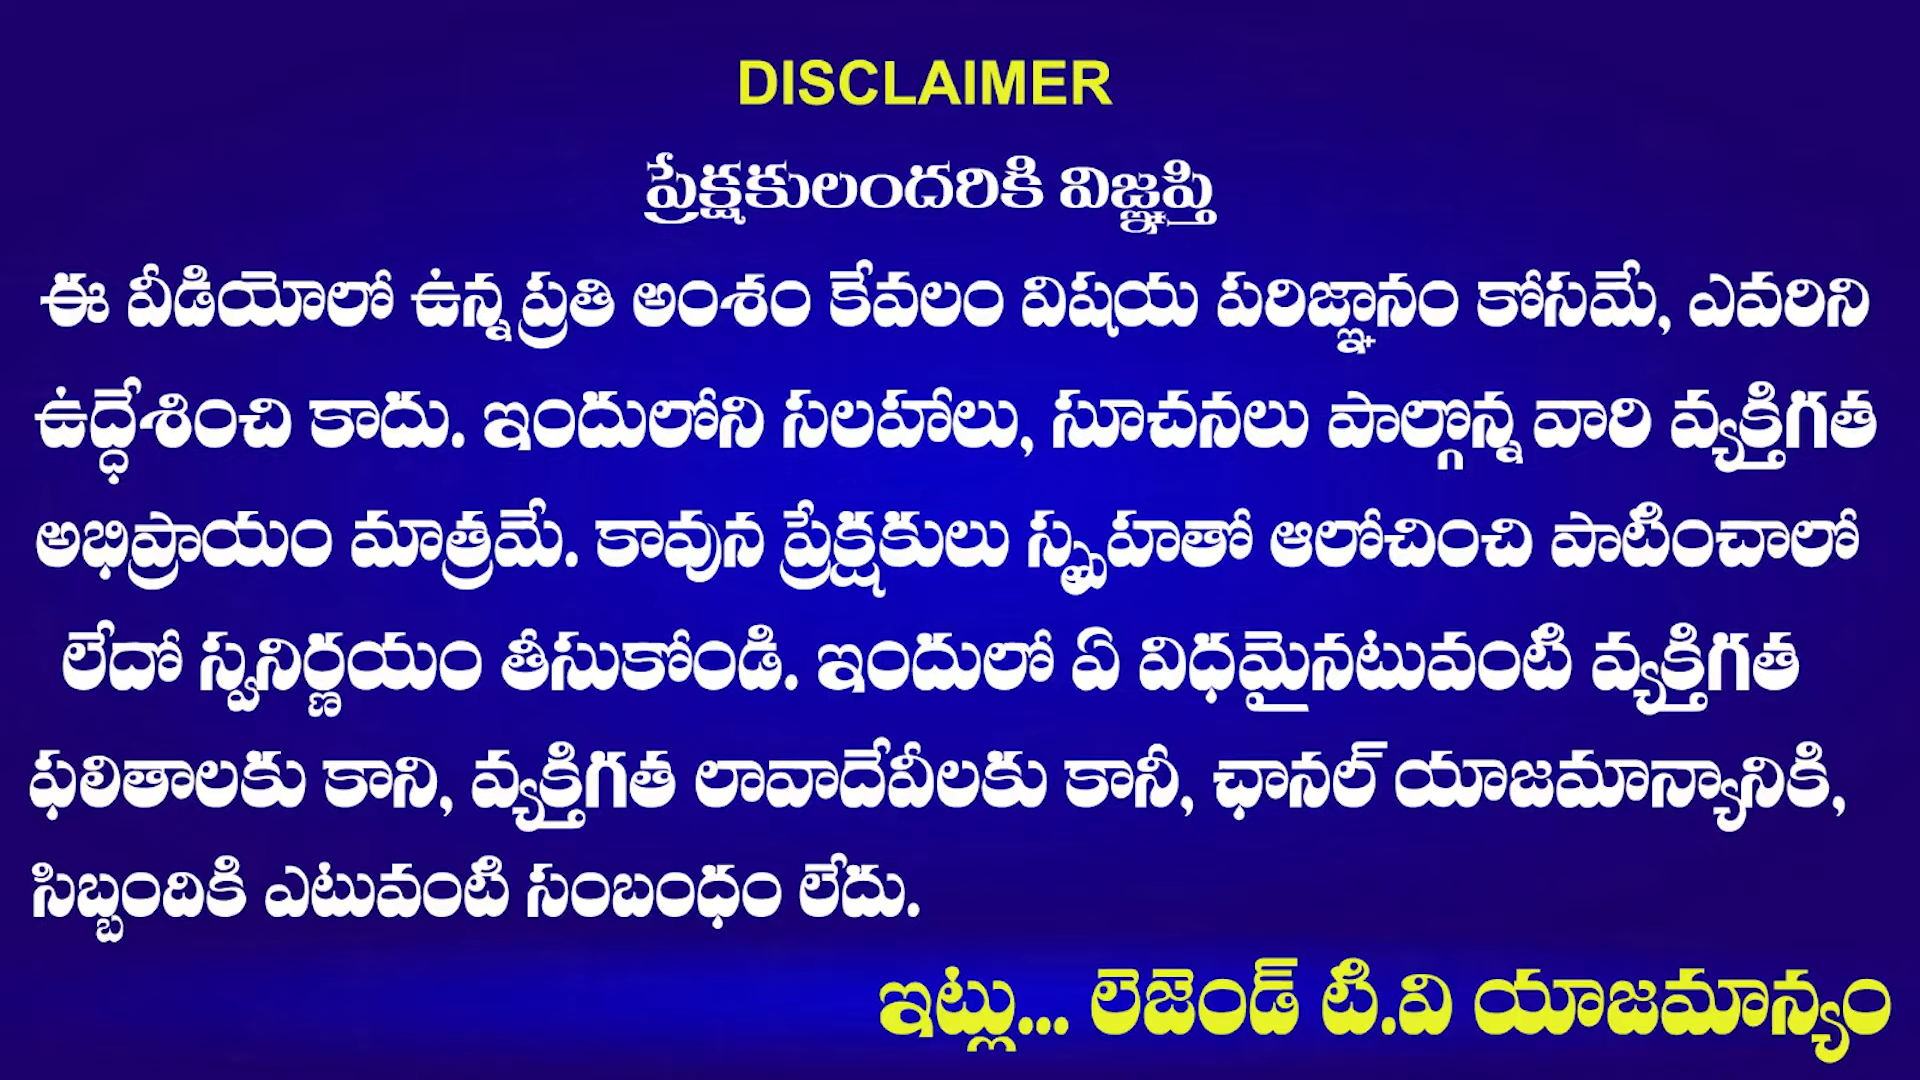 DISCLAIMER
ప్రేక్షకులందరికి విజ్ఞప్తి
ఈ వీడియోలో ఉన్న ప్రతి అంశం కేవలం విషయ పరిజ్ఞానం కోసమే, ఎవరిని
ఉద్ధేశించి కాదు. ఇందులోని సలహాలు, సూచనలు పాల్గొన్న వారి వ్యక్తిగత
అభిప్రాయం మాత్రమే. కావున ప్రేక్షకులు స్పృహతో ఆలోచించి పాటించాలో
లేదో స్వనిర్ణయం తీసుకోండి. ఇందులో ఏ విధమైనటువంటి వ్యక్తిగత
ఫలితాలకు కాని, వ్యక్తిగత లావాదేవీలకు కానీ, ఛానల్ యాజమాన్యానికి,
సిబ్బందికి ఎటువంటి సంబంధం లేదు.
ఇట్లు... లెజెండ్ టి.వి యాజమాన్యం